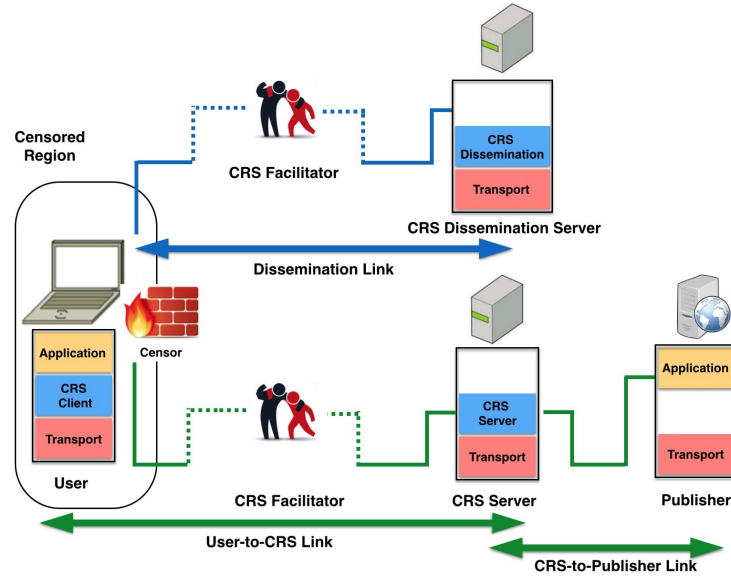 Censored
Region
CRS Facilitator
CRS
Dissemination
Transport
CRS Dissemination Server
Dissemination Link
Censor
Application
CRS
Client
Transport
User
CRS Facilitator
CRS
Server
Transport
CRS Server
Application
Transport
Publisher
User-to-CRS Link
CRS-to-Publisher Link